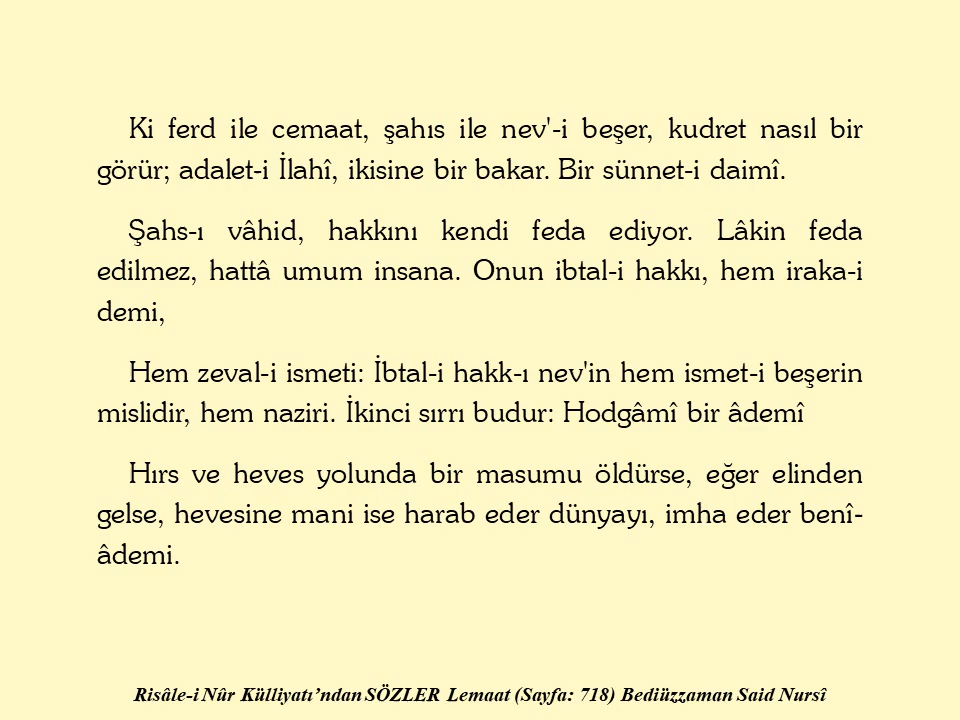 Ki ferd ile cemaat, şahıs ile nev'-i beşer, kudret nasıl bir
görür; adalet-i İlahî, ikisine bir bakar. Bir sünnet-i daimî.
Şahs-ı vâhid, hakkını kendi feda ediyor. Lâkin feda
edilmez, hattâ umum insana. Onun ibtal-i hakkı, hem iraka-i
demi,
Hem zeval-i ismeti: İbtal-i hakk-ı nev'in hem ismet-i beşerin
mislidir, hem naziri. İkinci sırrı budur: Hodgâmî bir âdemî
Hırs ve heves yolunda bir masumu öldürse, eğer elinden
gelse, hevesine mani ise harab eder dünyayı, imha eder benî-
âdemi.
Risâle-i Nûr Külliyatı’ndan SÖZLER Lemaat (Sayfa: 718) Bediüzzaman Said Nursî